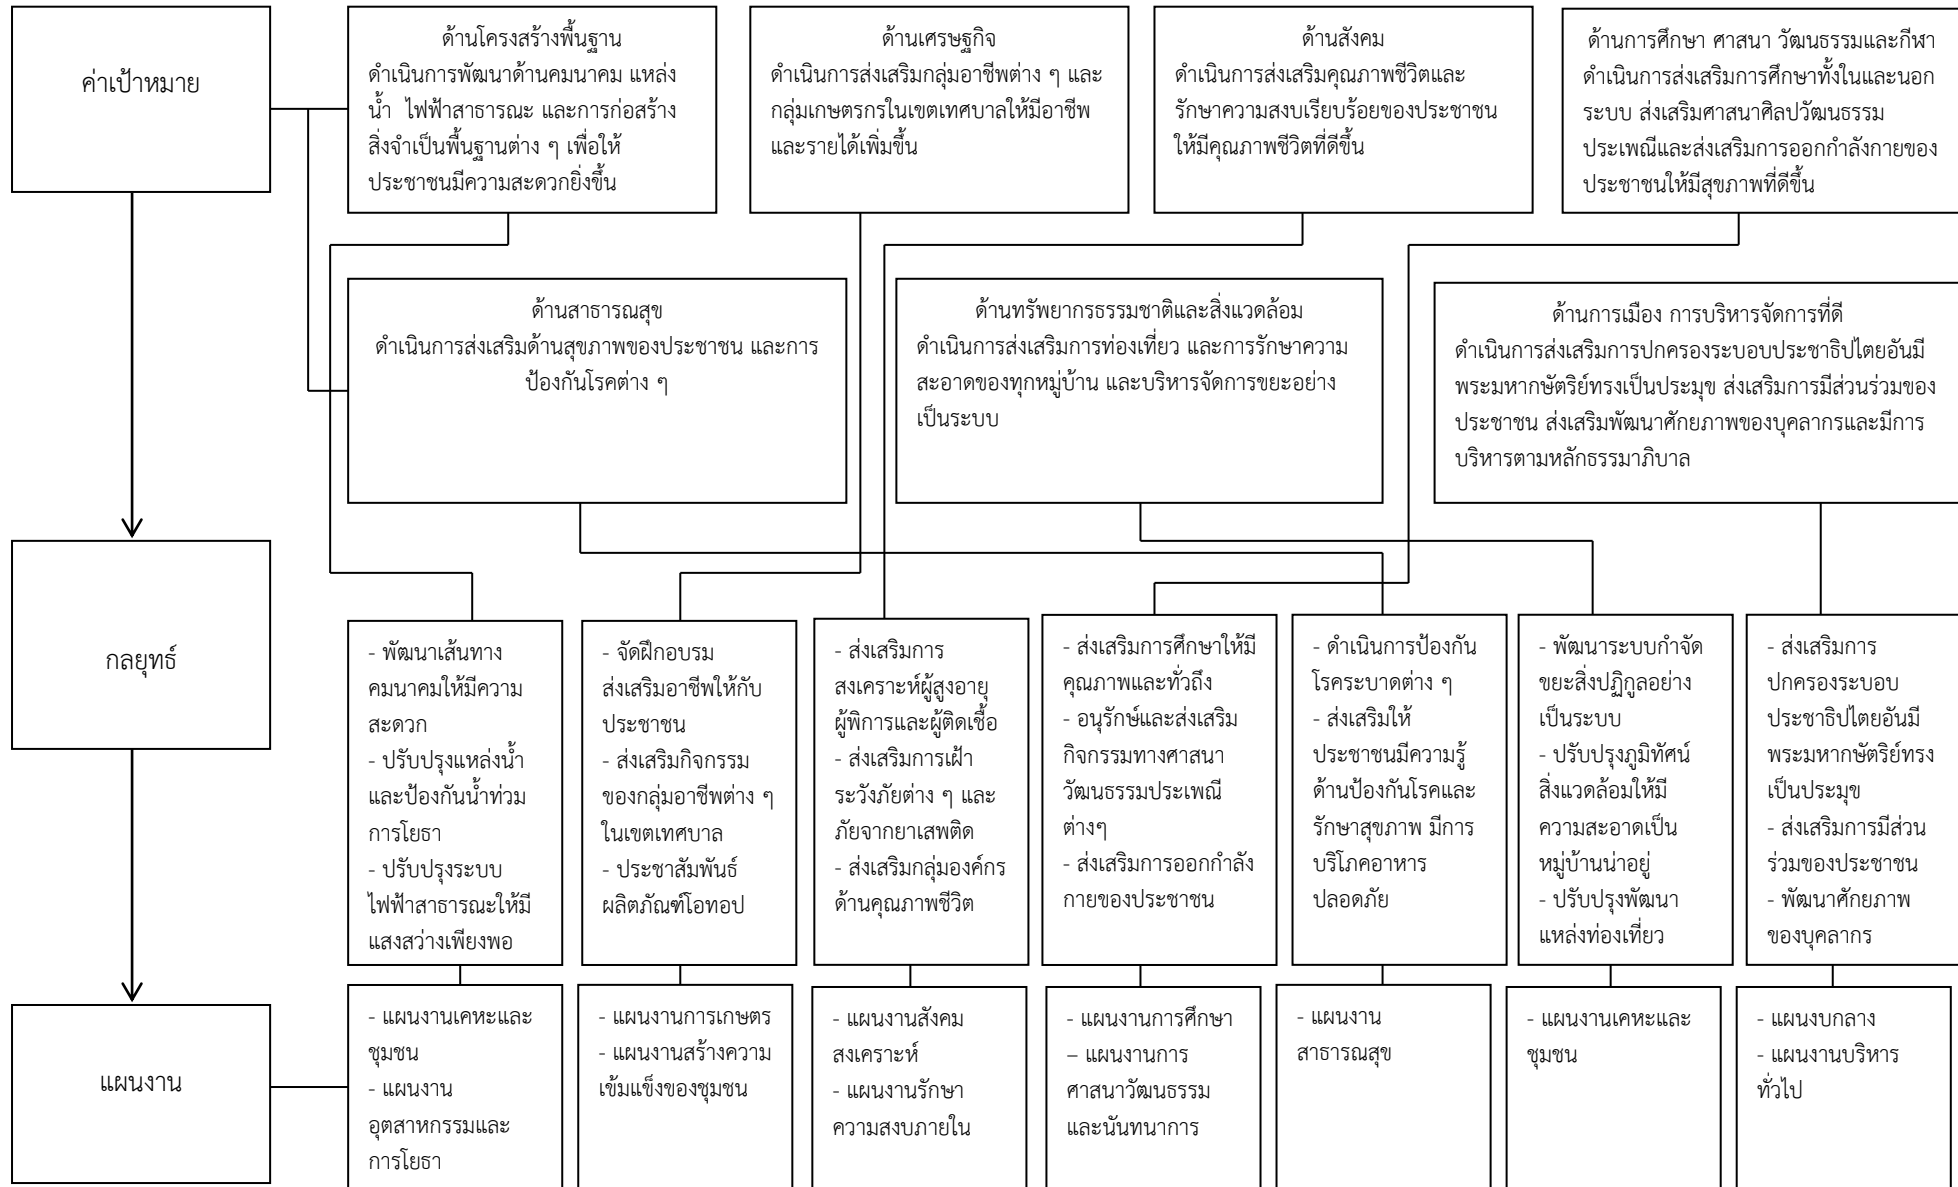 ค่าเป้าหมาย
ด้านโครงสร้างพื้นฐาน
ดำเนินการพัฒนาด้านคมนาคม แหล่ง
น้ำ ไฟฟ้าสาธารณะ และการก่อสร้าง
สิ่งจำเป็นพื้นฐานต่าง ๆ เพื่อให้
ประชาชนมีความสะดวกยิ่งขึ้น
ด้านเศรษฐกิจ
ดำเนินการส่งเสริมกลุ่มอาชีพต่าง ๆ และ
กลุ่มเกษตรกรในเขตเทศบาลให้มีอาชีพ
และรายได้เพิ่มขึ้น
ด้านสังคม
ดำเนินการส่งเสริมคุณภาพชีวิตและ
รักษาความสงบเรียบร้อยของประชาชน
ให้มีคุณภาพชีวิตที่ดีขึ้น
ด้านการศึกษา ศาสนา วัฒนธรรมและกีฬา
ดำเนินการส่งเสริมการศึกษาทั้งในและนอก
ระบบ ส่งเสริมศาสนาศิลปวัฒนธรรม
ประเพณีและส่งเสริมการออกกำลังกายของ
ประชาชนให้มีสุขภาพที่ดีขึ้น
ด้านสาธารณสุข
ดำเนินการส่งเสริมด้านสุขภาพของประชาชน และการ
ป้องกันโรคต่าง ๆ
ด้านทรัพยากรธรรมชาติและสิ่งแวดล้อม
ดำเนินการส่งเสริมการท่องเที่ยว และการรักษาความ
สะอาดของทุกหมู่บ้าน และบริหารจัดการขยะอย่าง
เป็นระบบ
ด้านการเมือง การบริหารจัดการที่ดี
ดำเนินการส่งเสริมการปกครองระบอบประชาธิปไตยอันมี
พระมหากษัตริย์ทรงเป็นประมุข ส่งเสริมการมีส่วนร่วมของ
ประชาชน ส่งเสริมพัฒนาศักยภาพของบุคลากรและมีการ
บริหารตามหลักธรรมาภิบาล
กลยุทธ์
- พัฒนาเส้นทาง
คมนาคมให้มีความ
สะดวก
- ปรับปรุงแหล่งน้ำ
และป้องกันน้ำท่วม
การโยธา
- ปรับปรุงระบบ
ไฟฟ้าสาธารณะให้มี
แสงสว่างเพียงพอ
- จัดฝึกอบรม
ส่งเสริมอาชีพให้กับ
ประชาชน
- ส่งเสริมกิจกรรม
ของกลุ่มอาชีพต่าง ๆ
ในเขตเทศบาล
- ประชาสัมพันธ์
ผลิตภัณฑ์โอทอป
- ส่งเสริมการ
สงเคราะห์ผู้สูงอายุ
ผู้พิการและผู้ติดเชื้อ
- ส่งเสริมการเฝ้า
ระวังภัยต่าง ๆ และ
ภัยจากยาเสพติด
- ส่งเสริมกลุ่มองค์กร
ด้านคุณภาพชีวิต
- ส่งเสริมการศึกษาให้มี
คุณภาพและทั่วถึง
- อนุรักษ์และส่งเสริม
กิจกรรมทางศาสนา
วัฒนธรรมประเพณี
ต่างๆ
- ส่งเสริมการออกกำลัง
กายของประชาชน
- ดำเนินการป้องกัน
โรคระบาดต่าง ๆ
- ส่งเสริมให้
ประชาชนมีความรู้
ด้านป้องกันโรคและ
รักษาสุขภาพ มีการ
บริโภคอาหาร
ปลอดภัย
- พัฒนาระบบกำจัด
ขยะสิ่งปฏิกูลอย่าง
เป็นระบบ
- ปรับปรุงภูมิทัศน์
สิ่งแวดล้อมให้มี
ความสะอาดเป็น
หมู่บ้านน่าอยู่
- ปรับปรุงพัฒนา
แหล่งท่องเที่ยว
- ส่งเสริมการ
ปกครองระบอบ
ประชาธิปไตยอันมี
พระมหากษัตริย์ทรง
เป็นประมุข
- ส่งเสริมการมีส่วน
ร่วมของประชาชน
- พัฒนาศักยภาพ
ของบุคลากร
แผนงาน
- แผนงานเคหะและ
ชุมชน
- แผนงาน
อุตสาหกรรมและ
การโยธา
- แผนงานการเกษตร
- แผนงานสร้างความ
เข้มแข็งของชุมชน
- แผนงานสังคม
สงเคราะห์
- แผนงานรักษา
ความสงบภายใน
- แผนงานการศึกษา
– แผนงานการ
ศาสนาวัฒนธรรม
และนันทนาการ
- แผนงาน
สาธารณสุข
- แผนงานเคหะและ
ชุมชน
- แผนงบกลาง
- แผนงานบริหาร
ทั่วไป